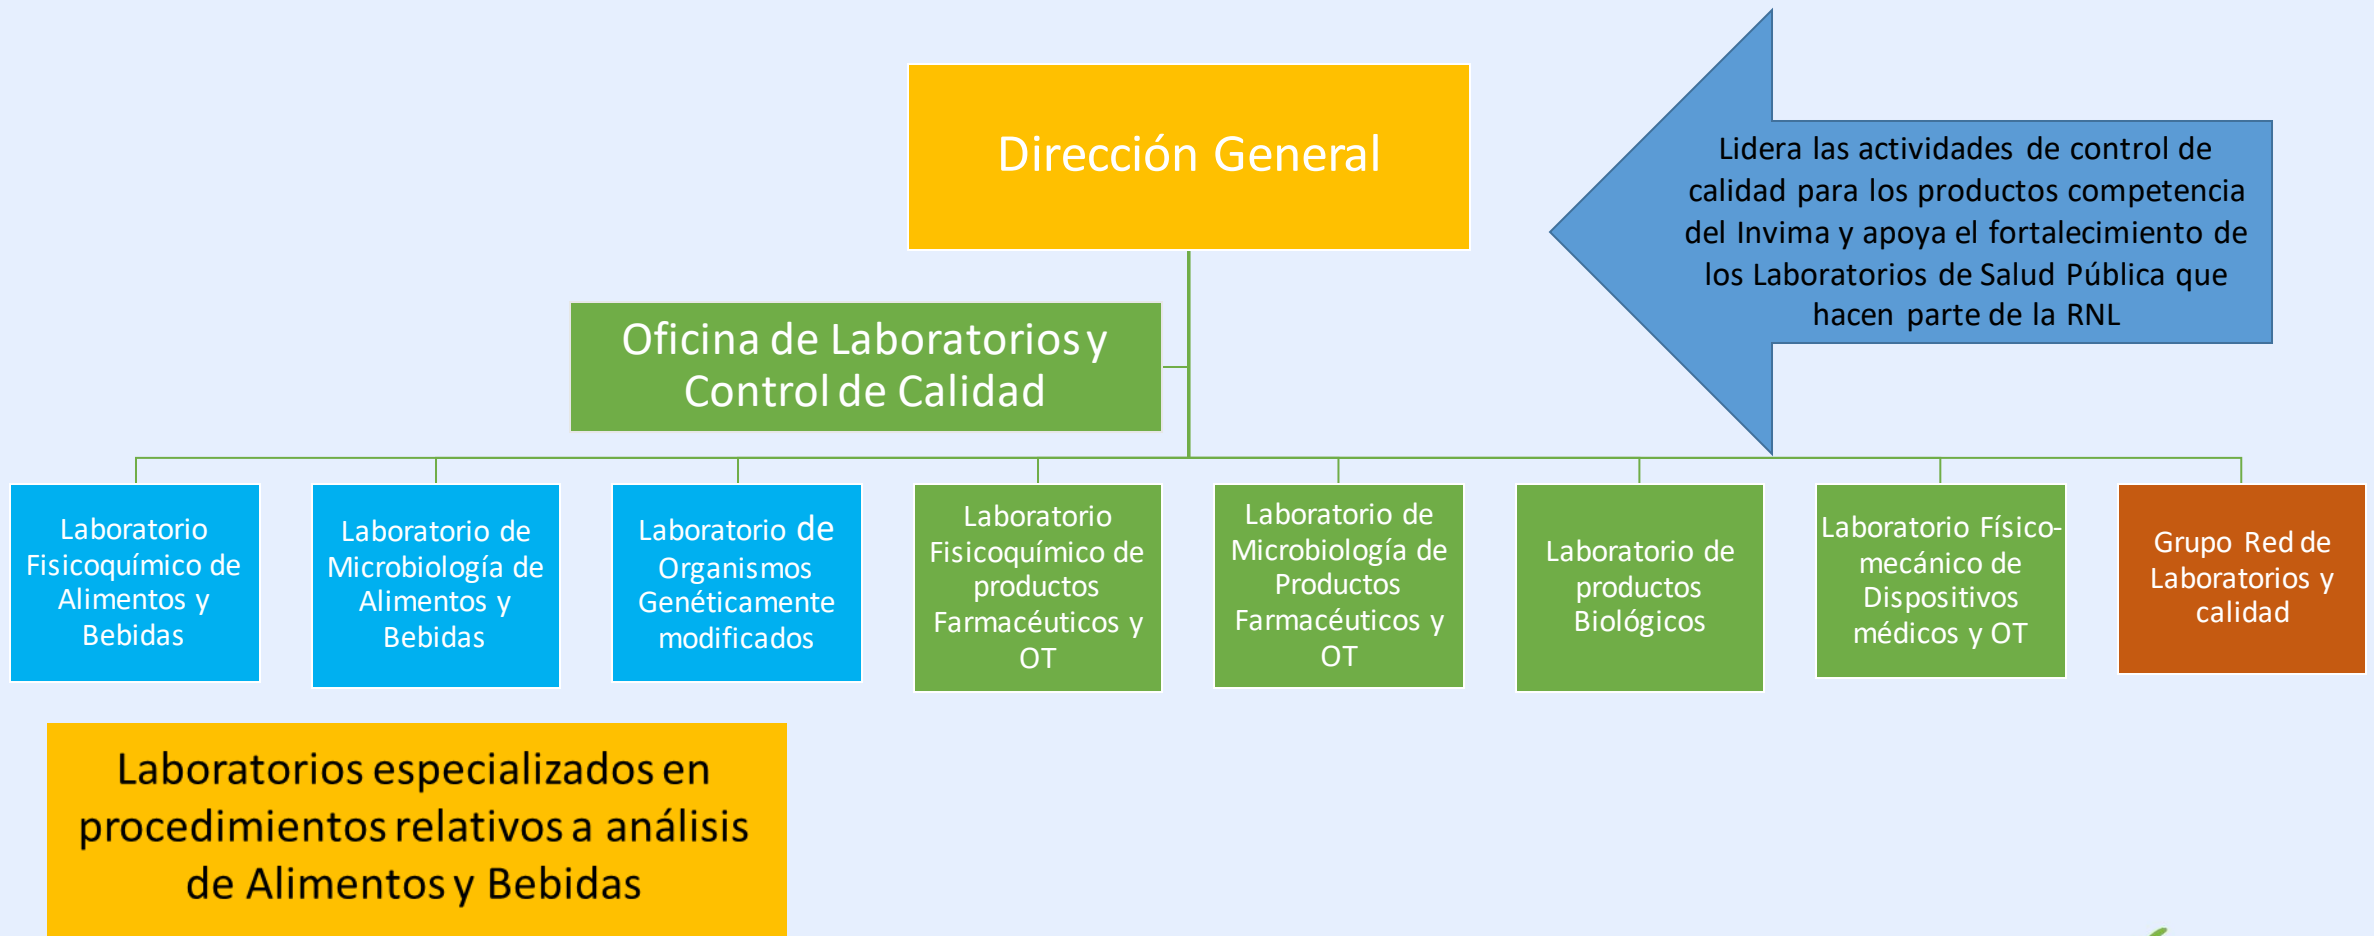 Dirección General
Lidera las actividades de control de
calidad para los productos competencia
del Invima y apoya el fortalecimiento de
los Laboratorios de Salud Pública que
hacen parte de la RNL
Oficina de Laboratorios y
Control de Calidad
Laboratorio
Fisicoquímico de
Alimentos y
Bebidas
Laboratorio de
Microbiología de
Alimentos y
Bebidas
Laboratorio de
Organismos
Genéticamente
modificados
Laboratorio
Fisicoquímico de
productos
Farmacéuticos y
OT
Laboratorio de
Microbiología de
Productos
Farmacéuticos y
OT
Laboratorio de
productos
Biológicos
Laboratorio Físico-
mecánico de
Dispositivos
médicos y OT
Grupo Red de
Laboratorios y
calidad
Laboratorios especializados en
procedimientos relativos a análisis
de Alimentos y Bebidas